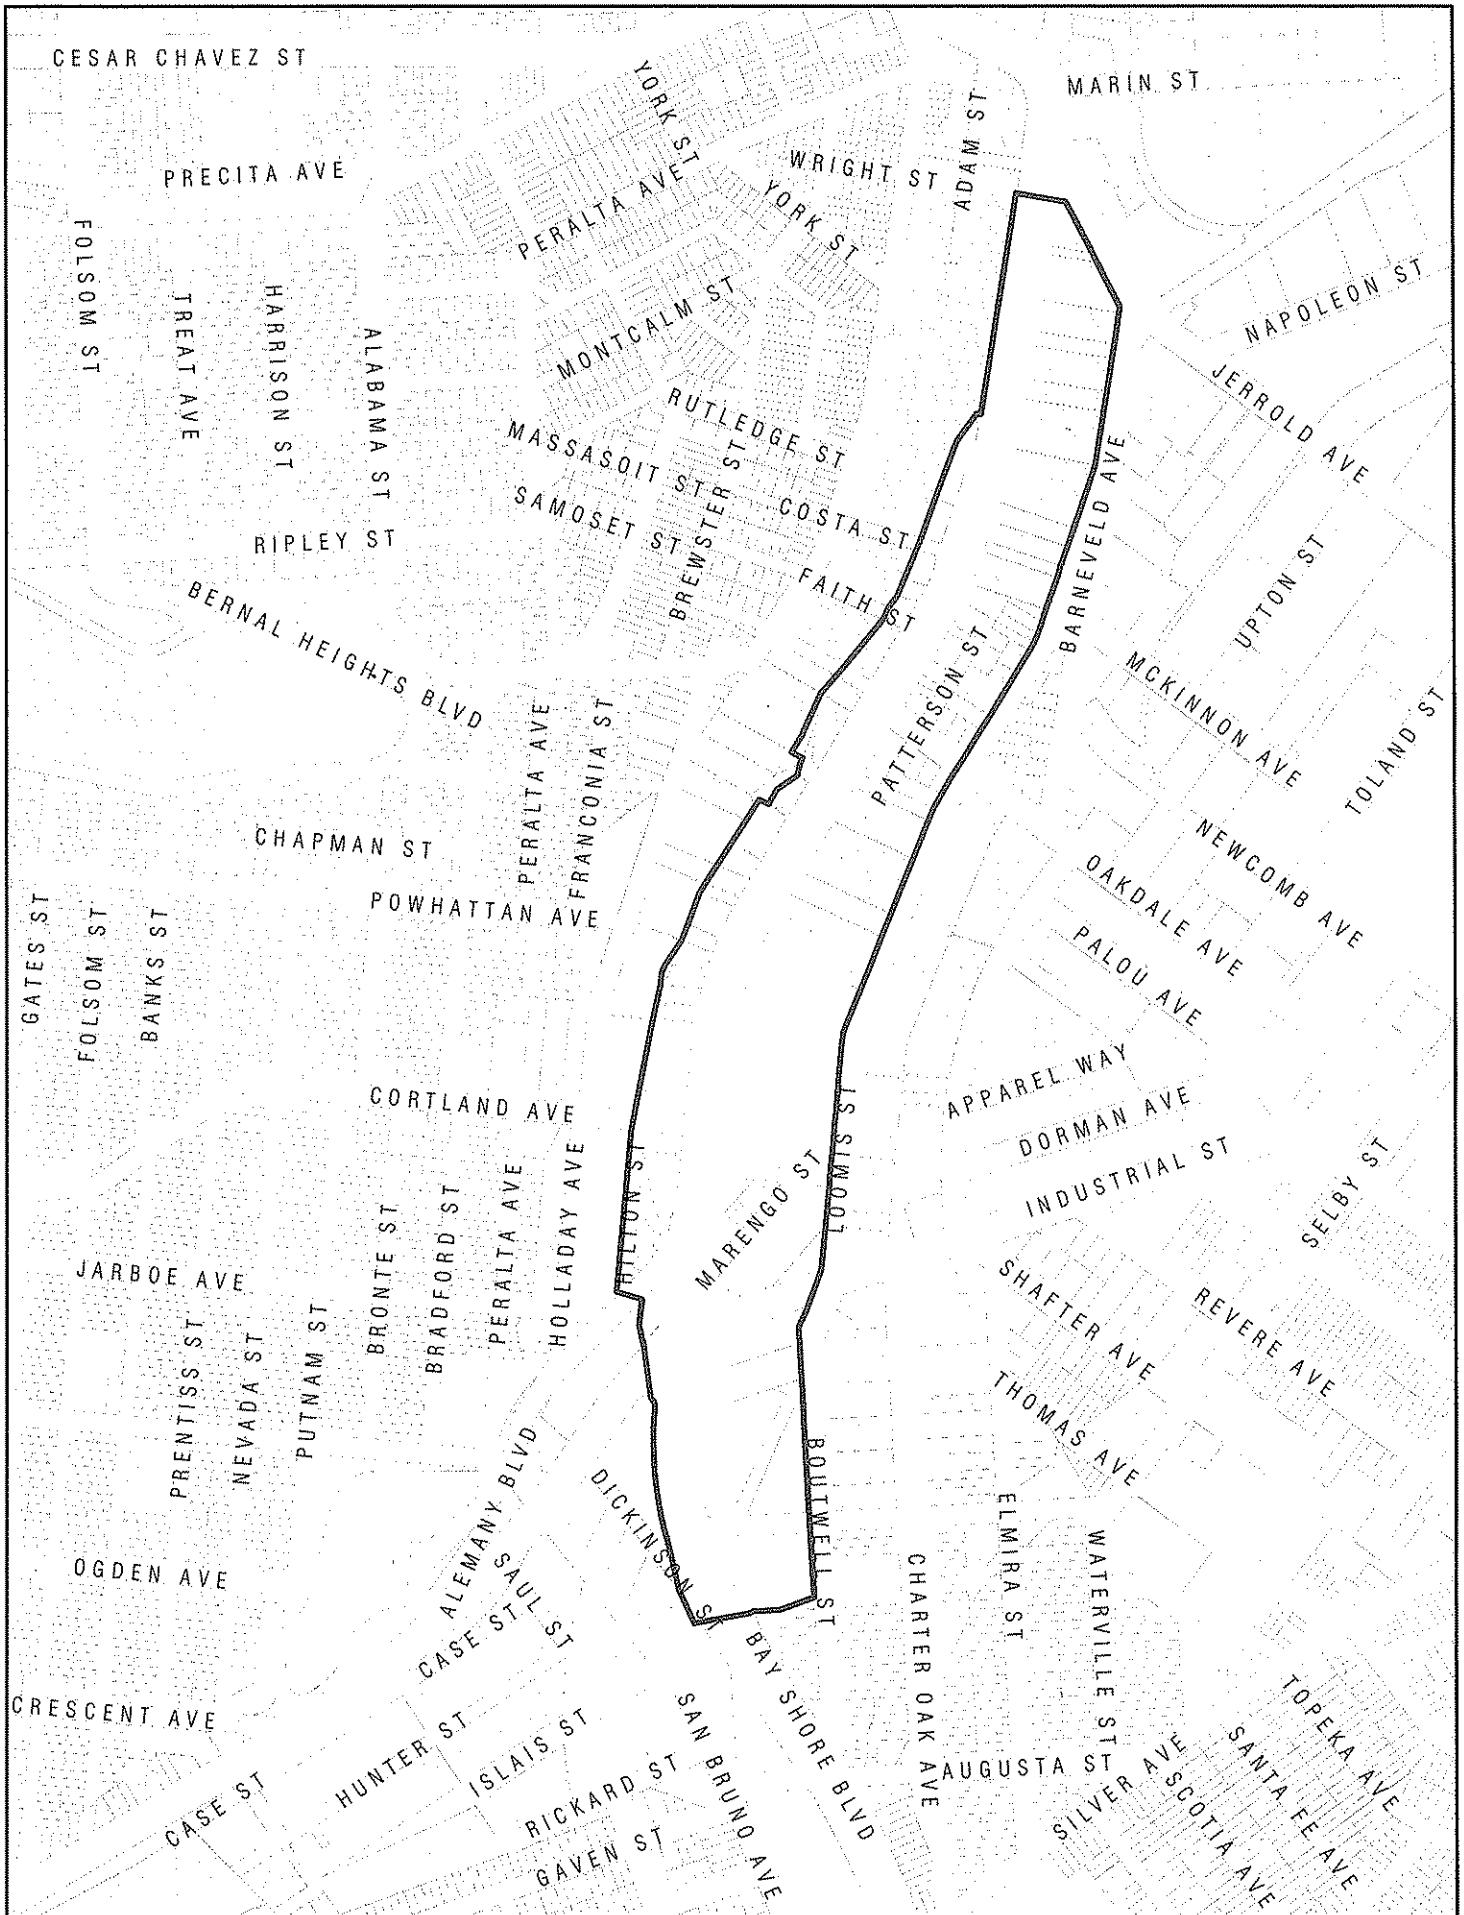 CESAR CHAVEZ ST
MARIN ST
YORK ST
ADAM ST
PRECITA AVE
WRIGHT ST
PERALTA AVE
YORK ST
FOLSOM ST
TREAT AVE
HARRISON ST
ALABAMA ST
MONTCALM ST
NAPOLEON ST
JERROLD AVE
RUTLEDGE ST
MASSASOIT ST
BREWSTER ST
SAMOSET ST
COSTA ST
RIPLEY ST
FAITH ST
BARNEVELD AVE
UPTON ST
BERNAL HEIGHTS BLVD
PATTERSON ST
MCKINNON AVE
TOLAND ST
PERALTA AVE
FRANCONIA ST
CHAPMAN ST
NEWCOMB AVE
OAKDALE AVE
POWHATTAN AVE
PALOU AVE
GATES ST
FOLSOM ST
BANKS ST
APPAREL WAY
CORTLAND AVE
DORMAN AVE
LOOMIS ST
INDUSTRIAL ST
SELBY ST
HILTON ST
MARENGO ST
HOLLADAY AVE
PERALTA AVE
BRADFORD ST
BRONTE ST
JARBOE AVE
SHAFTER AVE
REVERE AVE
PRENTISS ST
NEVADA ST
PUTNAM ST
THOMAS AVE
ALEMANY BLVD
DICKINSON ST
BOUTWELL ST
ELMIRA ST
WATERVILLE ST
OGDEN AVE
SAUL ST
CASE ST
CHARTER OAK AVE
BAY SHORE BLVD
CRESCENT AVE
HUNTER ST
ISLAIS ST
SAN BRUNO AVE
TOPEKA AVE
SANTA FE AVE
AUGUSTA ST
SILVER AVE
SCOTIA AVE
CASE ST
RICKARD ST
GAVEN ST